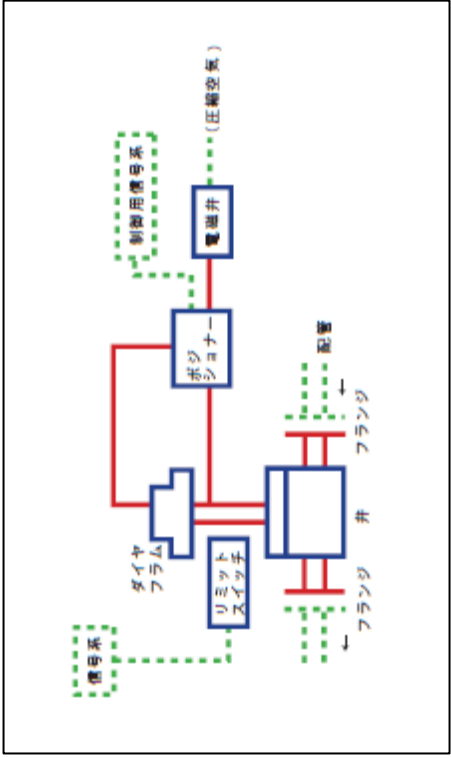 信号系
制御用信号系
ダイヤ
フラム
ポジ
ショナー
電磁弁
(圧縮空気)
リミット
スイッチ
配管
フランジ
弁
フランジ